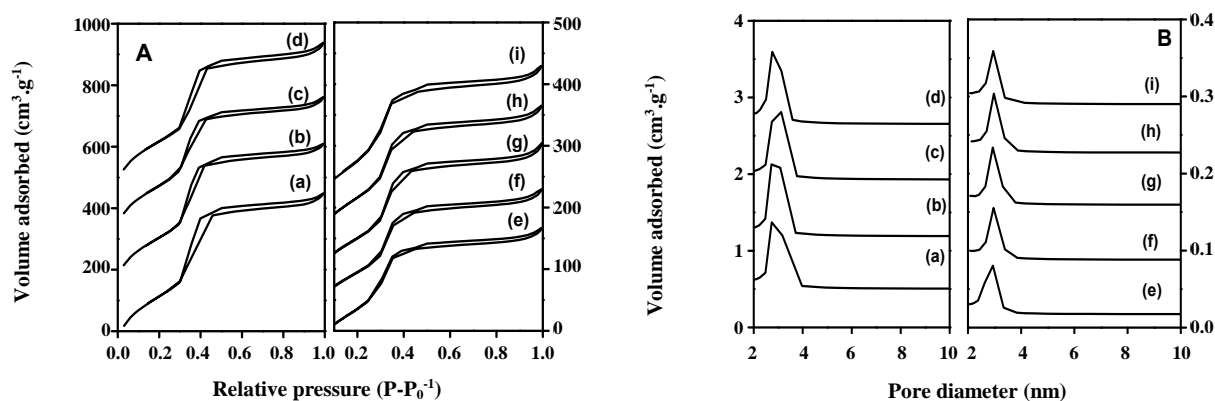 A
Volume adsorbed (cm³.g⁻¹)
1000
800
600
400
200
0
(d)
(c)
(b)
(a)
0.0 0.2 0.4 0.6 0.8 1.0
500
400
300
200
100
0
(i)
(h)
(g)
(f)
(e)
0.2 0.4 0.6 0.8 1.0
Relative pressure (P-P₀⁻¹)
B
Volume adsorbed (cm³.g⁻¹)
4
3
2
1
0
(d)
(c)
(b)
(a)
2 4 6 8 10
0.4
0.3
0.2
0.1
0.0
(i)
(h)
(g)
(f)
(e)
2 4 6 8 10
Pore diameter (nm)